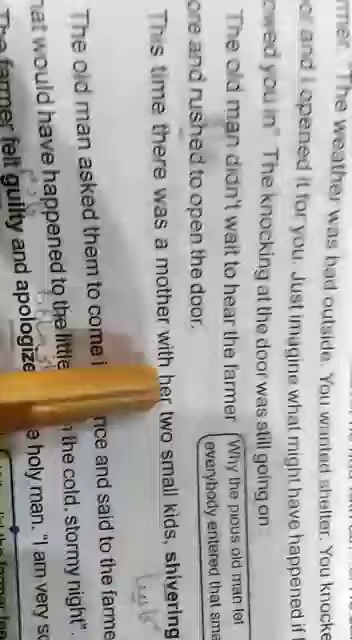 rmer. "The weather was bad outside. You wanted shelter. You knocke
or and I opened it for you. Just imagine what might have happened if I
owed you in". The knocking at the door was still going on
The old man didn't wait to hear the farmer
ore and rushed to open the door.
Why the pious old man let
everybody entered that sma
This time there was a mother with her two small kids, shivering
The old man asked them to come i nce and said to the farme
hat would have happened to the little n the cold, stormy night".
The farmer felt guilty and apologize e holy man. "I am very so